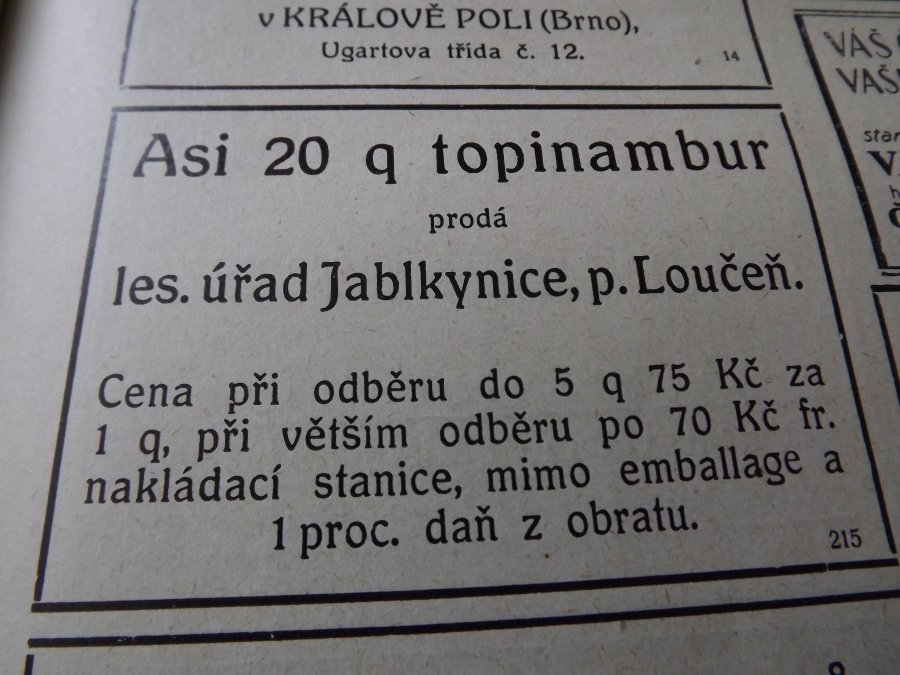 v KRÁLOVĚ POLI (Brno),
Ugartova třída č. 12.
14
Asi 20 q topinambur
prodá
les. úřad Jablkynice, p. Loučeň.
Cena při odběru do 5 q 75 Kč za
1 q, při větším odběru po 70 Kč fr.
nakládací stanice, mimo emballage a
1 proc. daň z obratu.
215
VÁŠ